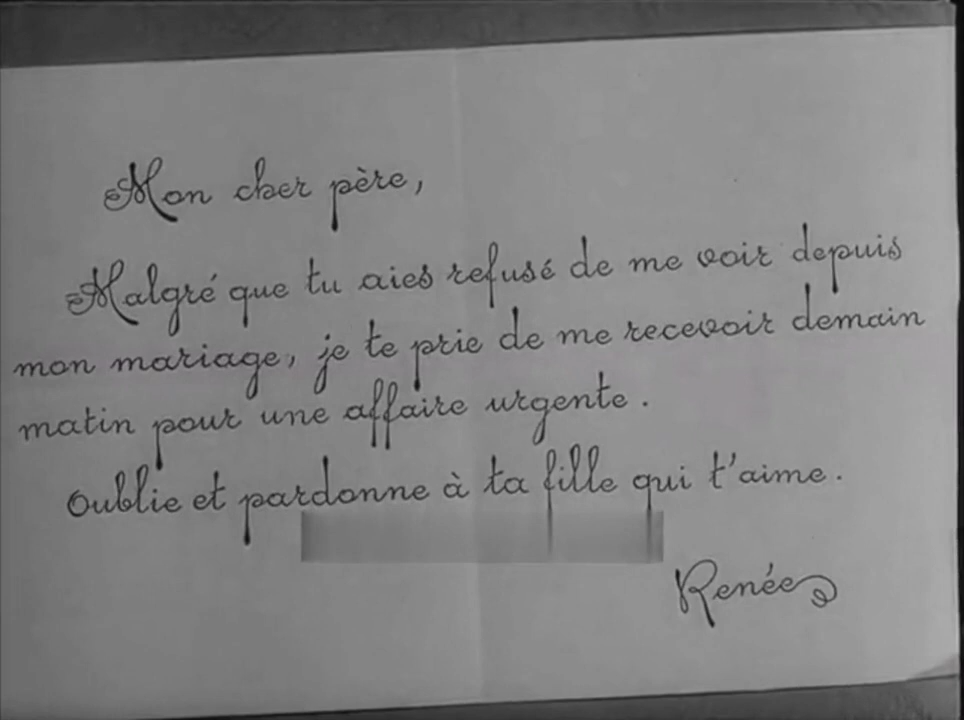 Mon cher père,
Malgré que tu aies refusé de me voir depuis
mon mariage, je te prie de me recevoir demain
matin pour une affaire urgente.
Oublie et pardonne à ta fille qui t'aime.
Renée